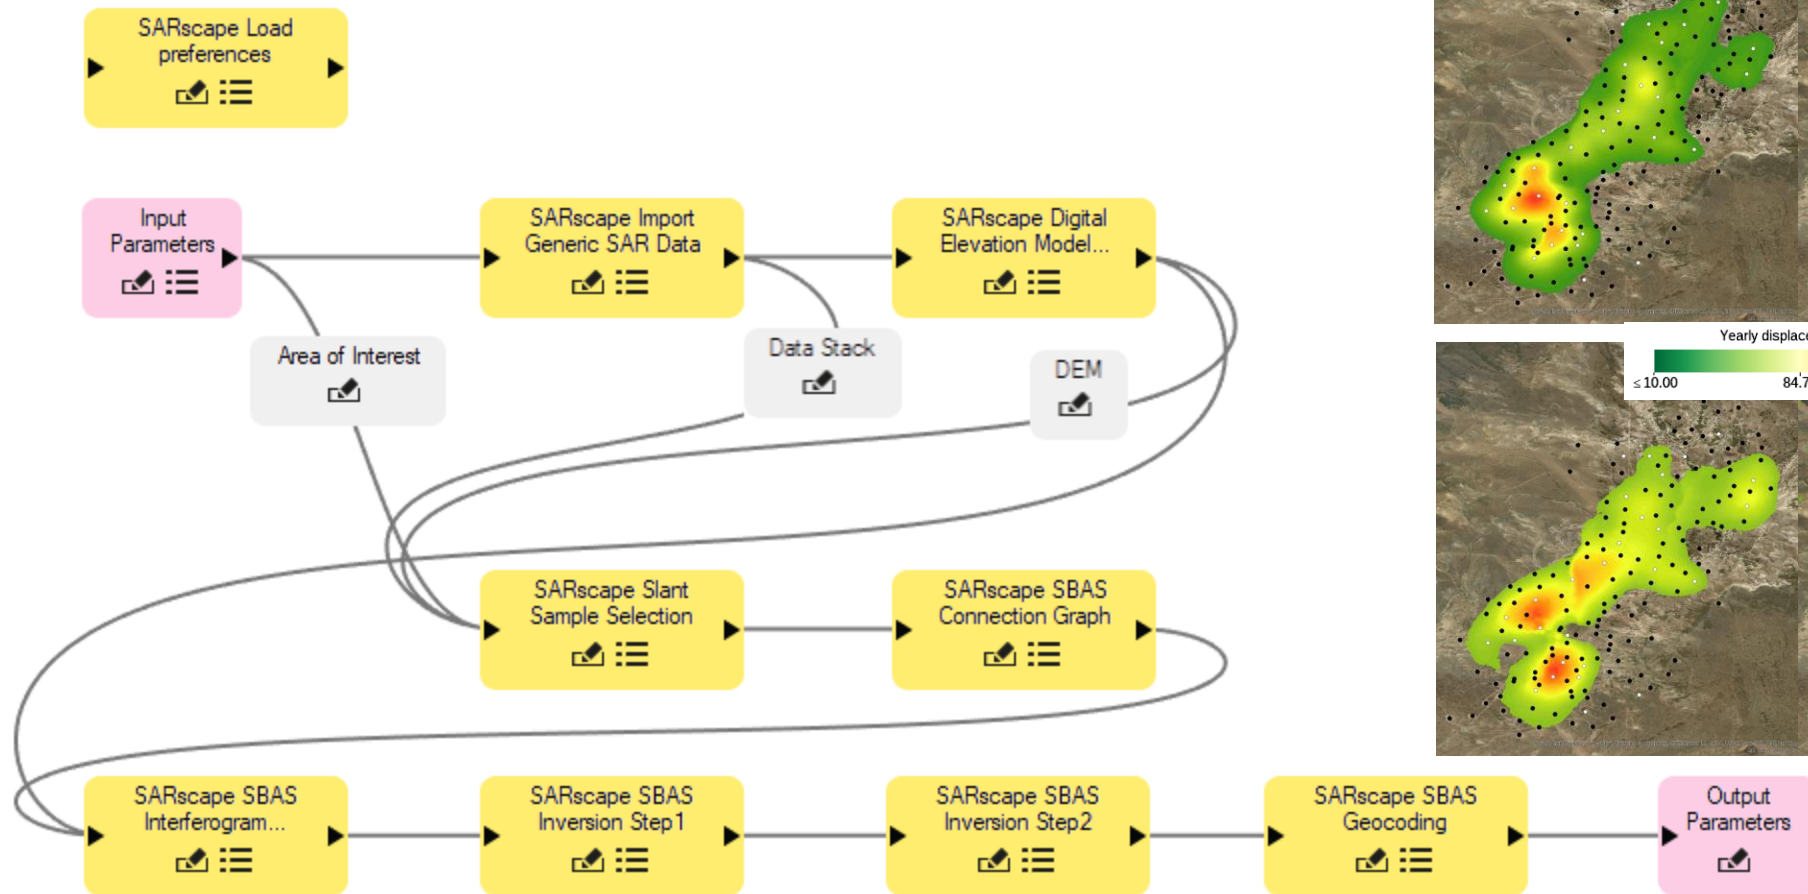 SARscape Load
preferences
Input
Parameters
SARscape Import
Generic SAR Data
SARscape Digital
Elevation Model...
Area of Interest
Data Stack
DEM
SARscape Slant
Sample Selection
SARscape SBAS
Connection Graph
SARscape SBAS
Interferogram...
SARscape SBAS
Inversion Step1
SARscape SBAS
Inversion Step2
SARscape SBAS
Geocoding
Output
Parameters
Yearly displace
≤ 10.00
84.7